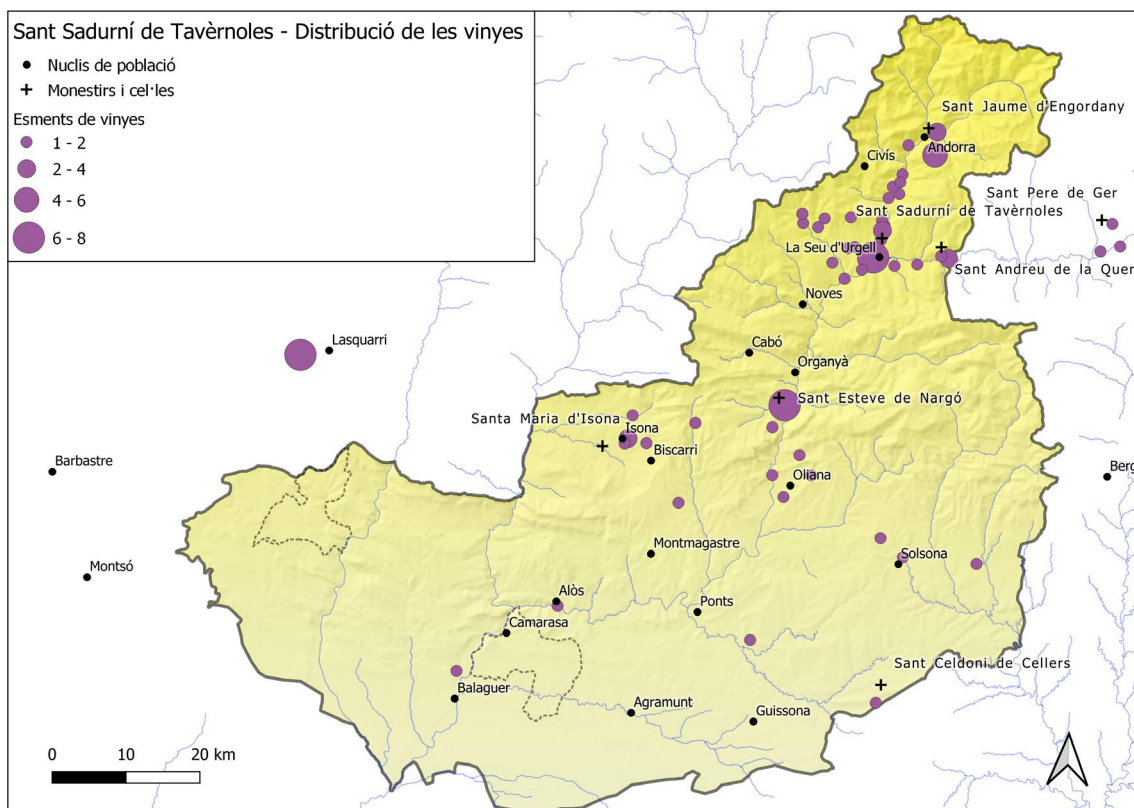 Sant Sadurní de Tavèrnoles - Distribució de les vinyes
Nuclis de població
Monestirs i cel·les
Esments de vinyes
1 - 2
2 - 4
4 - 6
6 - 8
Sant Jaume d'Engordany
Andorra
Civís
Sant Pere de Ger
Sant Sadurní de Tavèrnoles
La Seu d'Urgell
Sant Andreu de la Quer
Noves
Lasquarri
Cabó
Organyà
Sant Esteve de Nargó
Santa Maria d'Isona
Isona
Biscarri
Barbastre
Berg
Oliana
Montmagastre
Solsona
Montsó
Alòs
Ponts
Camarasa
Sant Celdoni de Cellers
Balaguer
Agramunt
Guissona
0 10 20 km